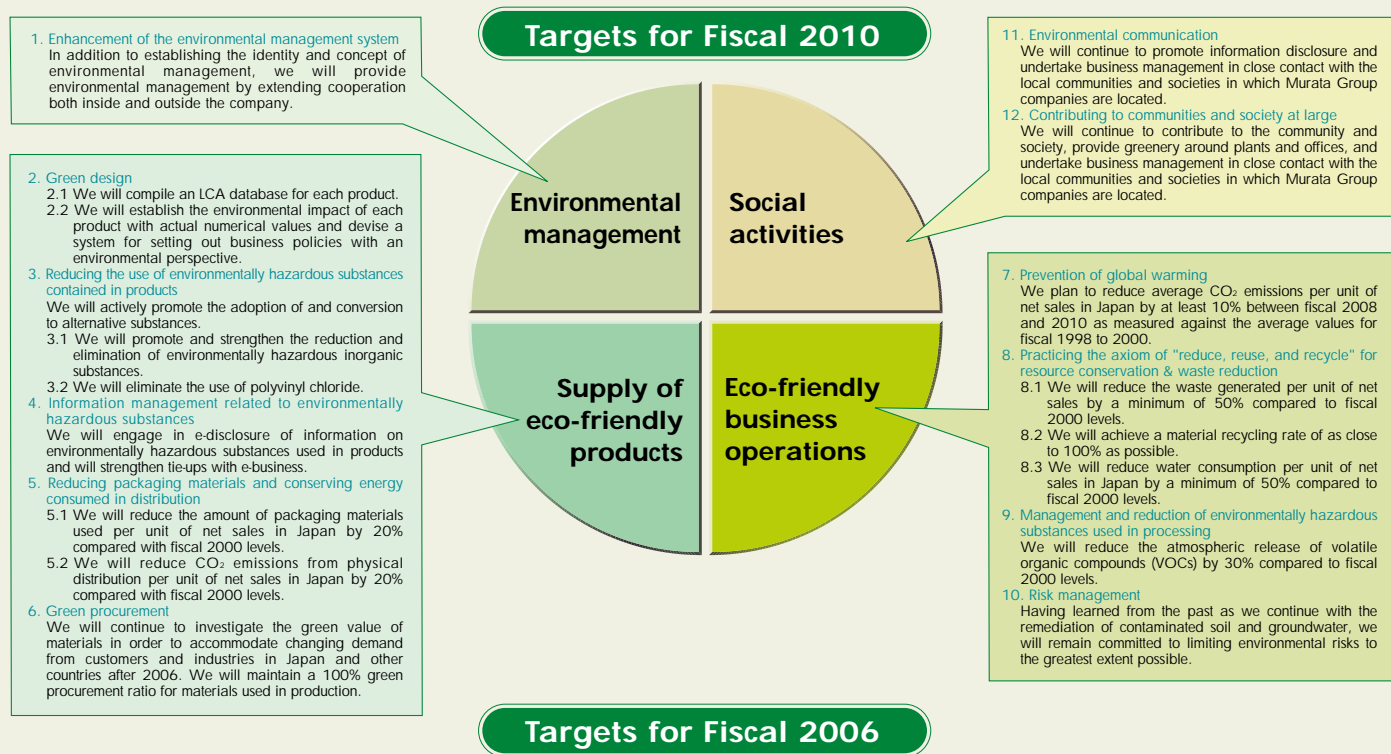 Targets for Fiscal 2010
1. Enhancement of the environmental management system
In addition to establishing the identity and concept of
environmental management, we will provide
environmental management by extending cooperation
both inside and outside the company.
2. Green design
2.1 We will compile an LCA database for each product.
2.2 We will establish the environmental impact of each
product with actual numerical values and devise a
system for setting out business policies with an
environmental perspective.
3. Reducing the use of environmentally hazardous substances
contained in products
We will actively promote the adoption of and conversion
to alternative substances.
3.1 We will promote and strengthen the reduction and
elimination of environmentally hazardous inorganic
substances.
3.2 We will eliminate the use of polyvinyl chloride.
4. Information management related to environmentally
hazardous substances
We will engage in e-disclosure of information on
environmentally hazardous substances used in products
and will strengthen tie-ups with e-business.
5. Reducing packaging materials and conserving energy
consumed in distribution
5.1 We will reduce the amount of packaging materials
used per unit of net sales in Japan by 20%
compared with fiscal 2000 levels.
5.2 We will reduce CO₂ emissions from physical
distribution per unit of net sales in Japan by 20%
compared with fiscal 2000 levels.
6. Green procurement
We will continue to investigate the green value of
materials in order to accommodate changing demand
from customers and industries in Japan and other
countries after 2006. We will maintain a 100% green
procurement ratio for materials used in production.
Environmental
management
Social
activities
Supply of
eco-friendly
products
Eco-friendly
business
operations
11. Environmental communication
We will continue to promote information disclosure and
undertake business management in close contact with the
local communities and societies in which Murata Group
companies are located.
12. Contributing to communities and society at large
We will continue to contribute to the community and
society, provide greenery around plants and offices, and
undertake business management in close contact with the
local communities and societies in which Murata Group
companies are located.
7. Prevention of global warming
We plan to reduce average CO₂ emissions per unit of
net sales in Japan by at least 10% between fiscal 2008
and 2010 as measured against the average values for
fiscal 1998 to 2000.
8. Practicing the axiom of "reduce, reuse, and recycle" for
resource conservation & waste reduction
8.1 We will reduce the waste generated per unit of net
sales by a minimum of 50% compared to fiscal
2000 levels.
8.2 We will achieve a material recycling rate of as close
to 100% as possible.
8.3 We will reduce water consumption per unit of net
sales in Japan by a minimum of 50% compared to
fiscal 2000 levels.
9. Management and reduction of environmentally hazardous
substances used in processing
We will reduce the atmospheric release of volatile
organic compounds (VOCs) by 30% compared to fiscal
2000 levels.
10. Risk management
Having learned from the past as we continue with the
remediation of contaminated soil and groundwater, we
will remain committed to limiting environmental risks to
the greatest extent possible.
Targets for Fiscal 2006